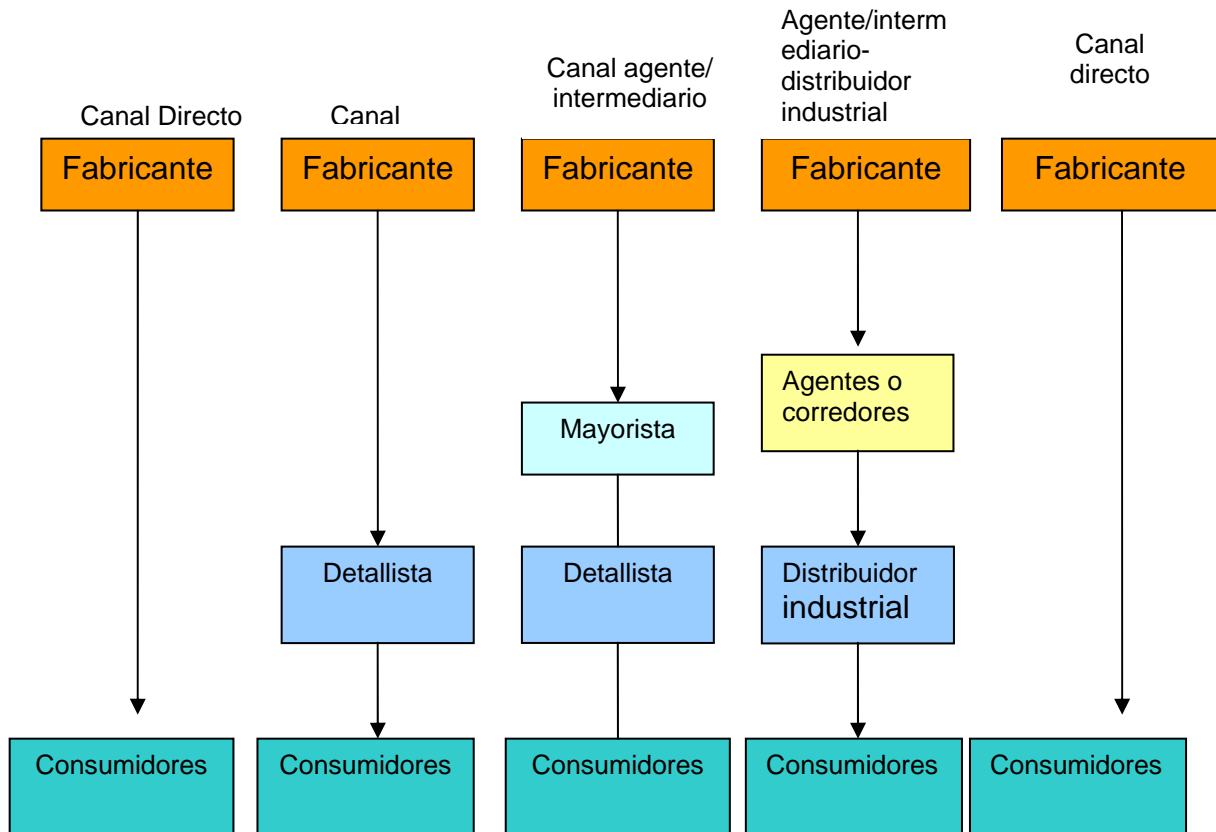 Canal Directo
Canal
Canal agente/
intermediario
Agente/interm
ediario-
distribuidor
industrial
Canal
directo
Fabricante
Fabricante
Fabricante
Fabricante
Fabricante
Agentes o
corredores
Mayorista
Detallista
Detallista
Distribuidor
industrial
Consumidores
Consumidores
Consumidores
Consumidores
Consumidores